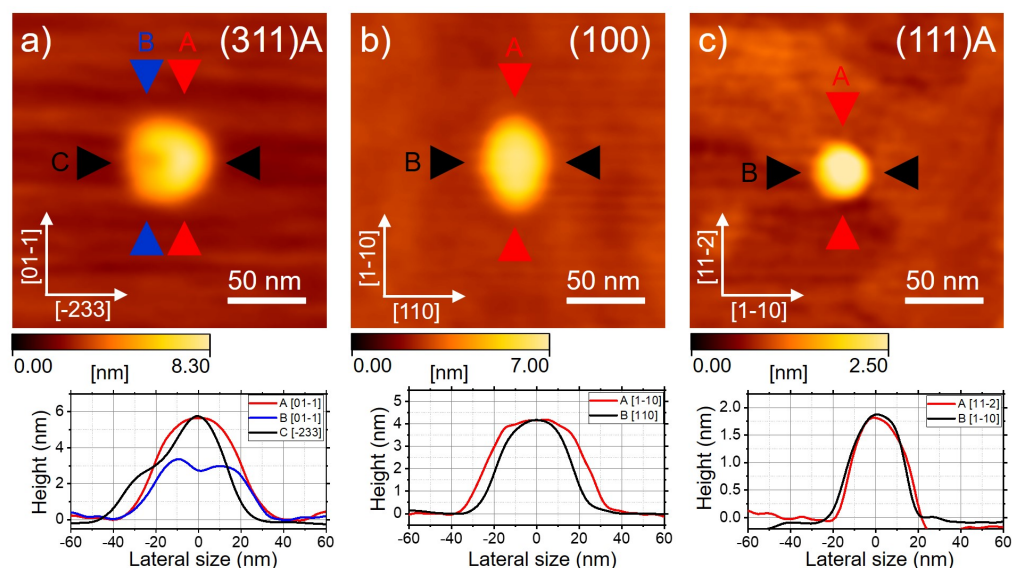 a) (311)A
B A
C
[01-1]
[-233]
50 nm
0.00 8.30
[nm]
b) (100)
A
B
[1-10]
[110]
50 nm
0.00 7.00
[nm]
c) (111)A
A
B
[11-2]
[1-10]
50 nm
0.00 2.50
[nm]
Height (nm)
6
4
2
0
A [01-1]
B [01-1]
C [-233]
-60 -40 -20 0 20 40 60
Lateral size (nm)
Height (nm)
5
4
3
2
1
0
A [1-10]
B [110]
-60 -40 -20 0 20 40 60
Lateral size (nm)
Height (nm)
2.0
1.5
1.0
0.5
0.0
A [11-2]
B [1-10]
-60 -40 -20 0 20 40 60
Lateral size (nm)